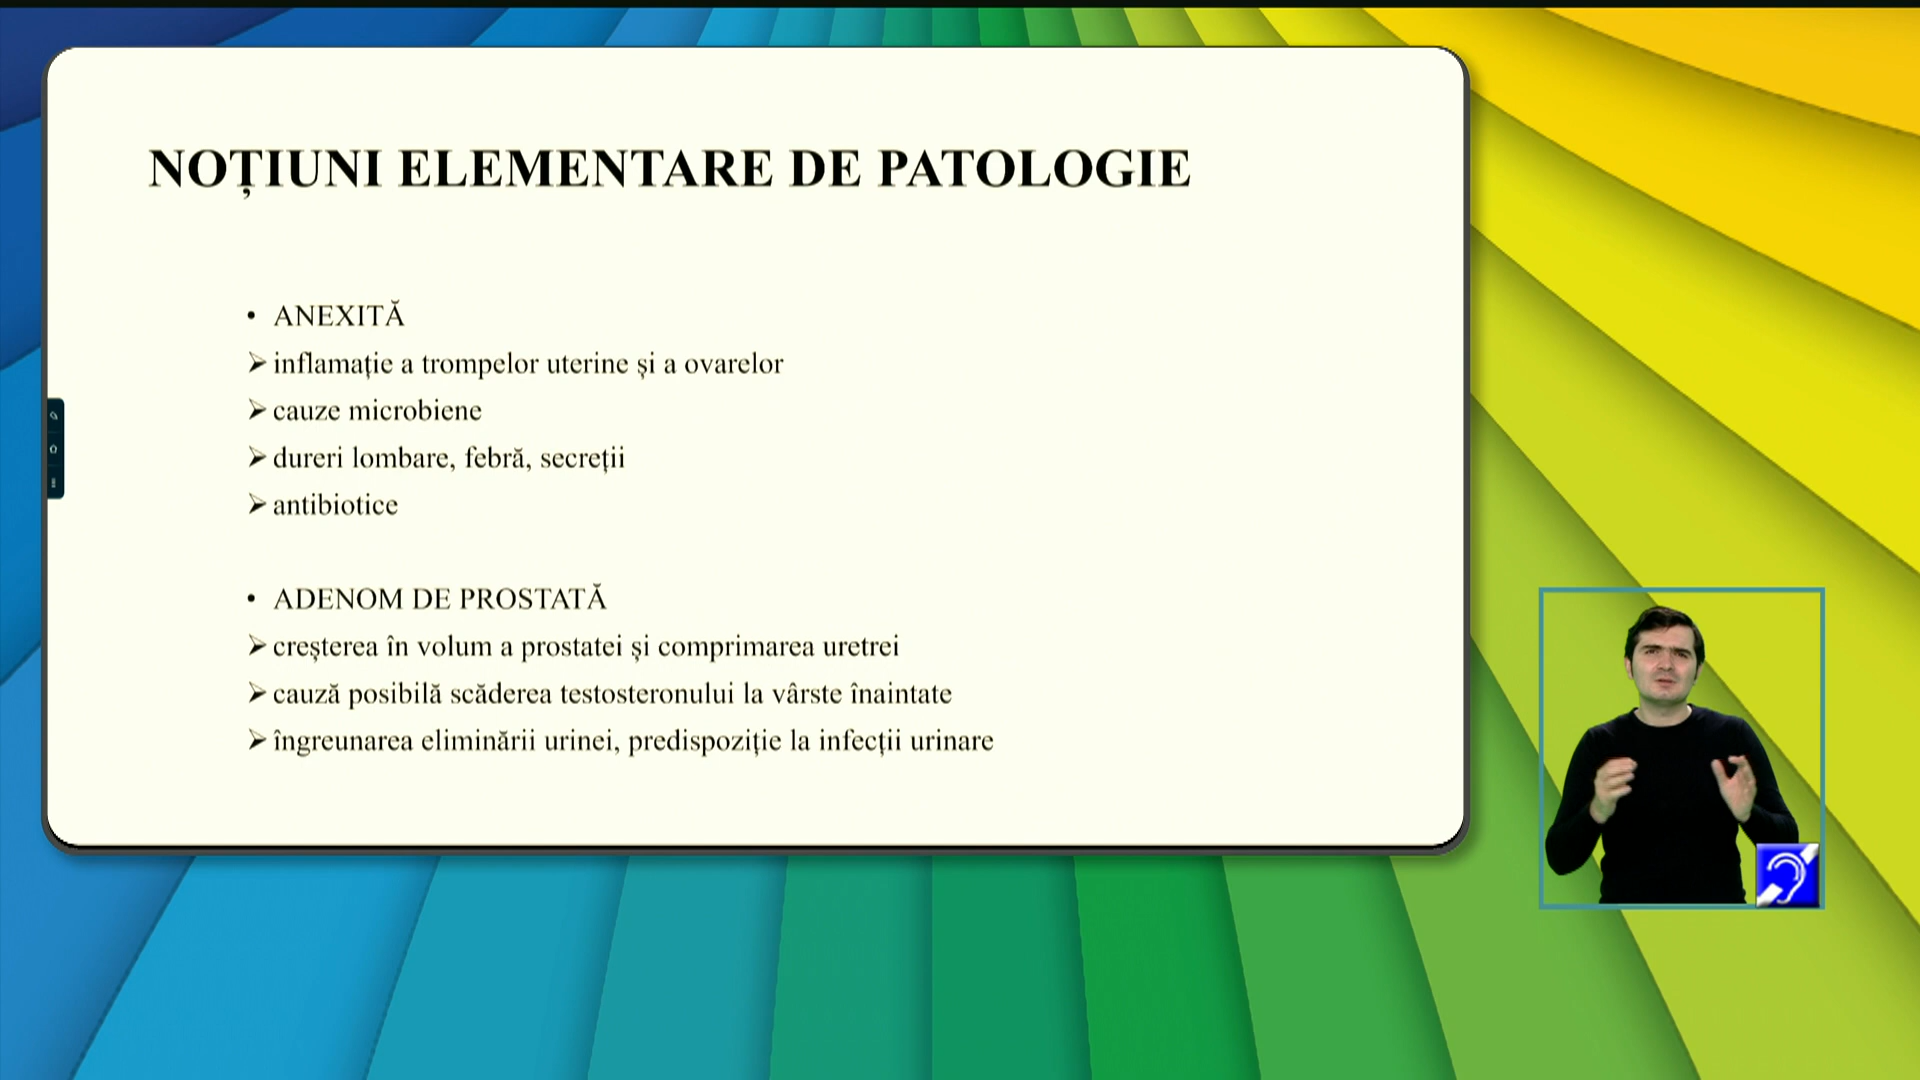 NOȚIUNI ELEMENTARE DE PATOLOGIE
• ANEXITĂ
➢ inflamație a trompelor uterine și a ovarelor
➢ cauze microbiene
➢ dureri lombare, febră, secreții
➢ antibiotice
• ADENOM DE PROSTATĂ
➢ creșterea în volum a prostatei și comprimarea uretrei
➢ cauză posibilă scăderea testosteronului la vârste înaintate
➢ îngreunarea eliminării urinei, predispoziție la infecții urinare